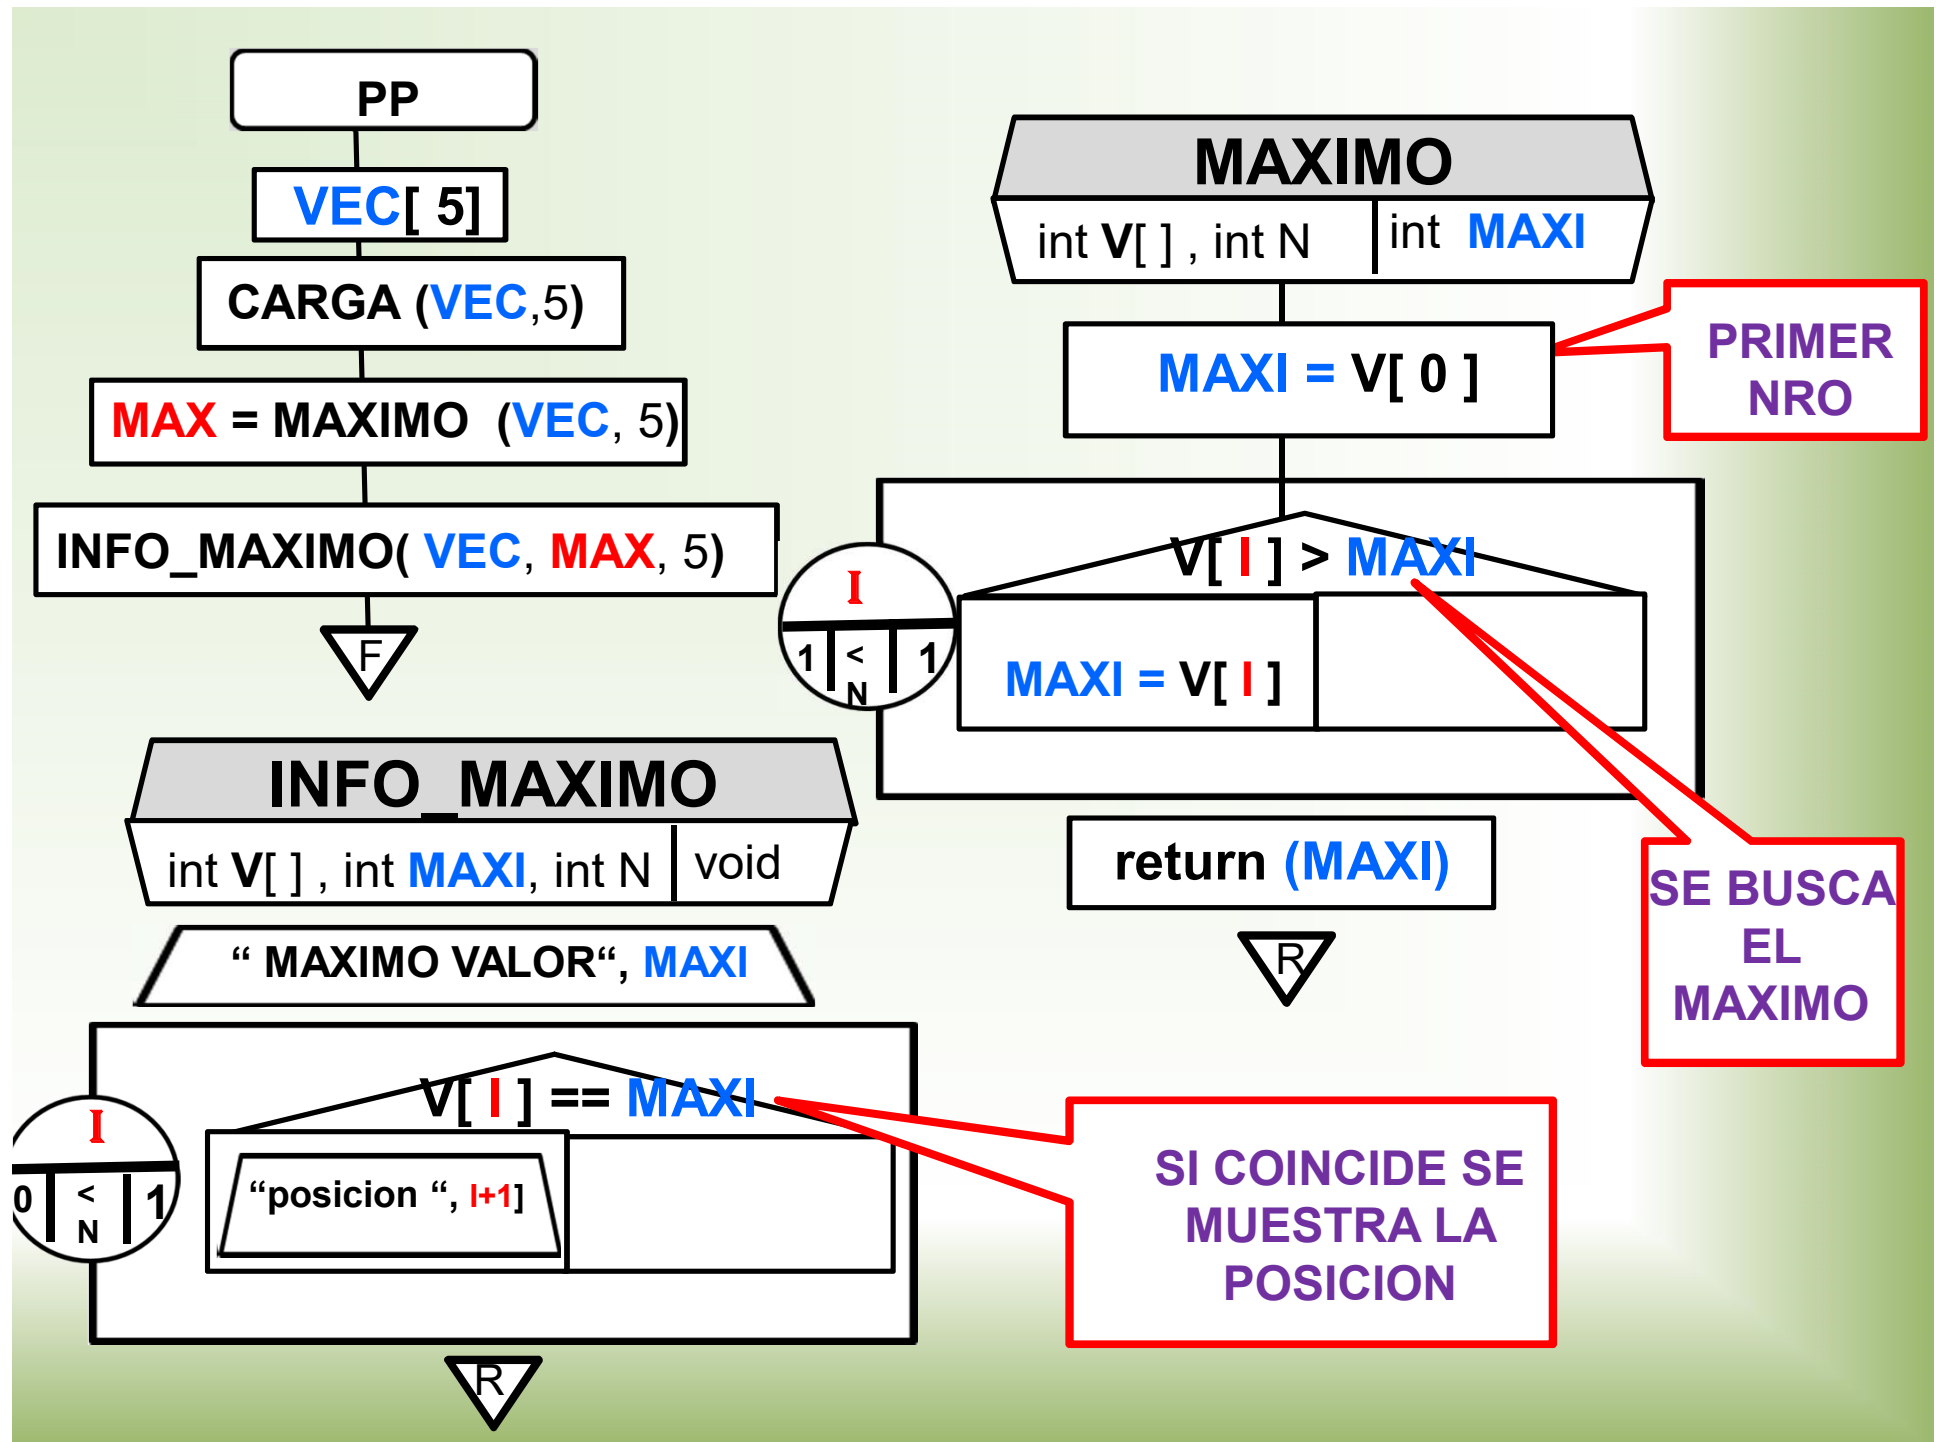 PP
VEC[ 5]
CARGA (VEC,5)
MAX = MAXIMO (VEC, 5)
INFO_MAXIMO( VEC, MAX, 5)
F
MAXIMO
int V[ ] , int N
int MAXI
MAXI = V[ 0 ]
PRIMER
NRO
V[ I ] > MAXI
I
1
<
N
1
MAXI = V[ I ]
return (MAXI)
R
SE BUSCA
EL
MAXIMO
INFO_MAXIMO
int V[ ] , int MAXI, int N
void
“ MAXIMO VALOR“, MAXI
V[ I ] == MAXI
I
0
<
N
1
“posicion “, I+1]
R
SI COINCIDE SE
MUESTRA LA
POSICION